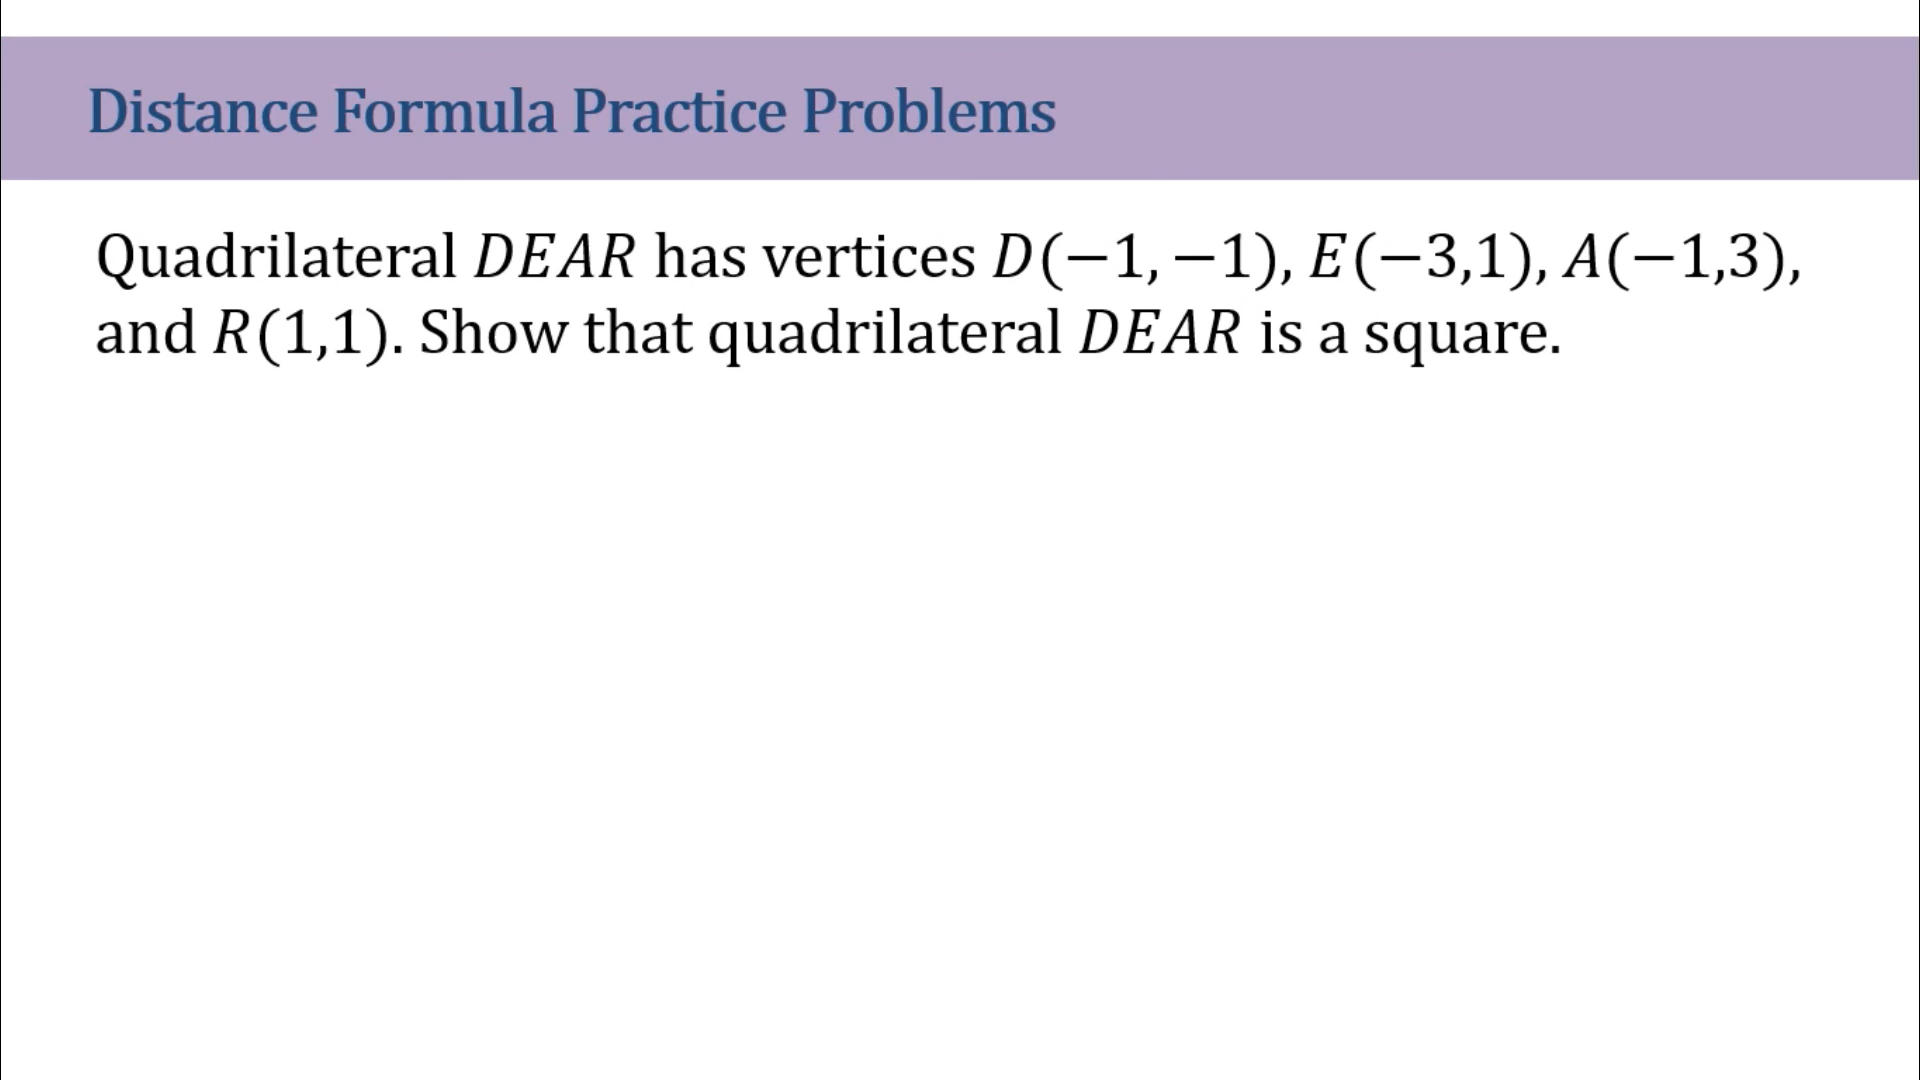 Distance Formula Practice Problems
Quadrilateral DEAR has vertices D(−1, −1), E(−3,1), A(−1,3),
and R(1,1). Show that quadrilateral DEAR is a square.